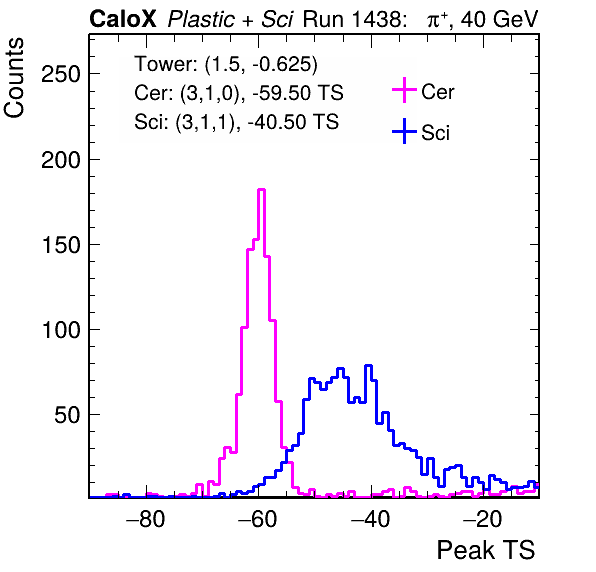 CaloX Plastic + Sci Run 1438: π⁺, 40 GeV
Counts
Tower: (1.5, -0.625)
Cer: (3,1,0), -59.50 TS
Sci: (3,1,1), -40.50 TS
Cer
Sci
250
200
150
100
50
−80 −60 −40 −20
Peak TS